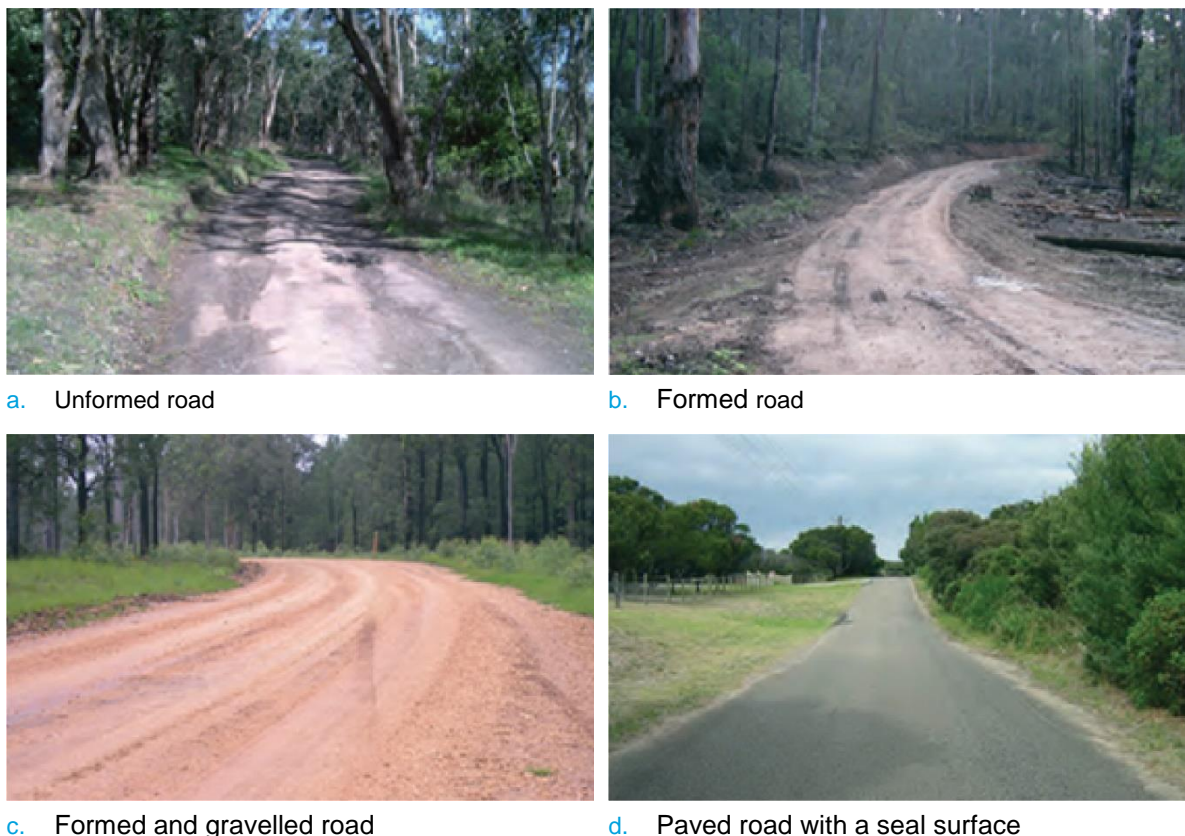 a. Unformed road
b. Formed road
c. Formed and gravelled road
d. Paved road with a seal surface